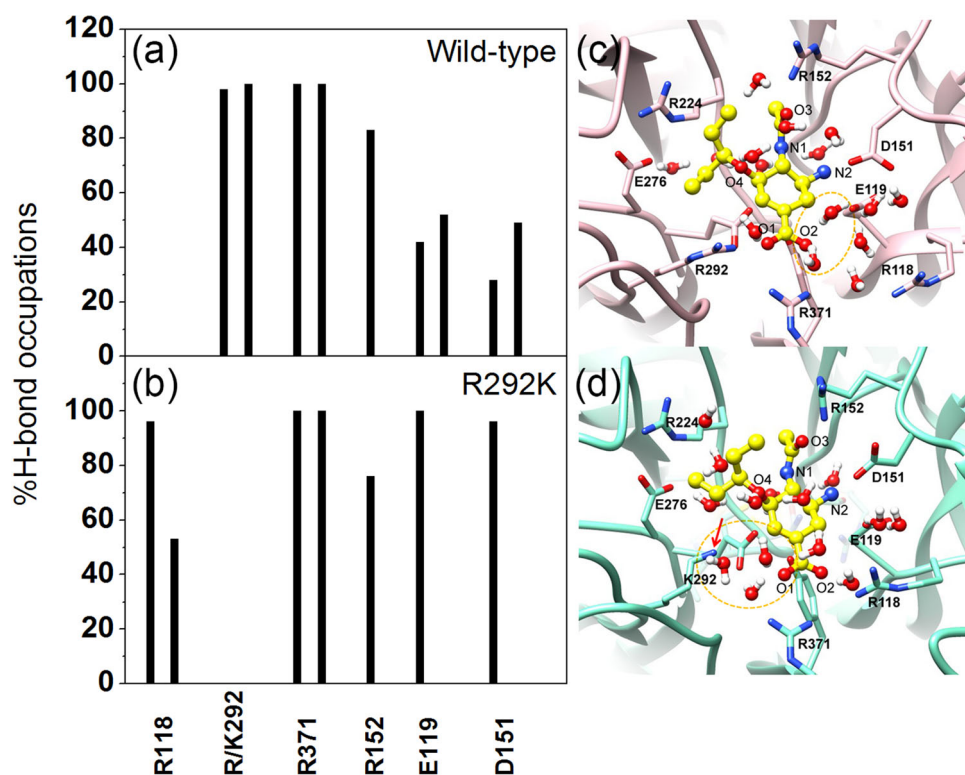 %H-bond occupations
(a)
Wild-type
120
100
80
60
40
20
0
(b)
R292K
100
80
60
40
20
0
R118
R/K292
R371
R152
E119
D151
(c)
R152
R224
O3
N1
D151
E276
O4
N2
E119
O1
O2
R292
R118
R371
(d)
R152
R224
O3
N1
D151
O4
E276
N2
E119
K292
O1
O2
R118
R371